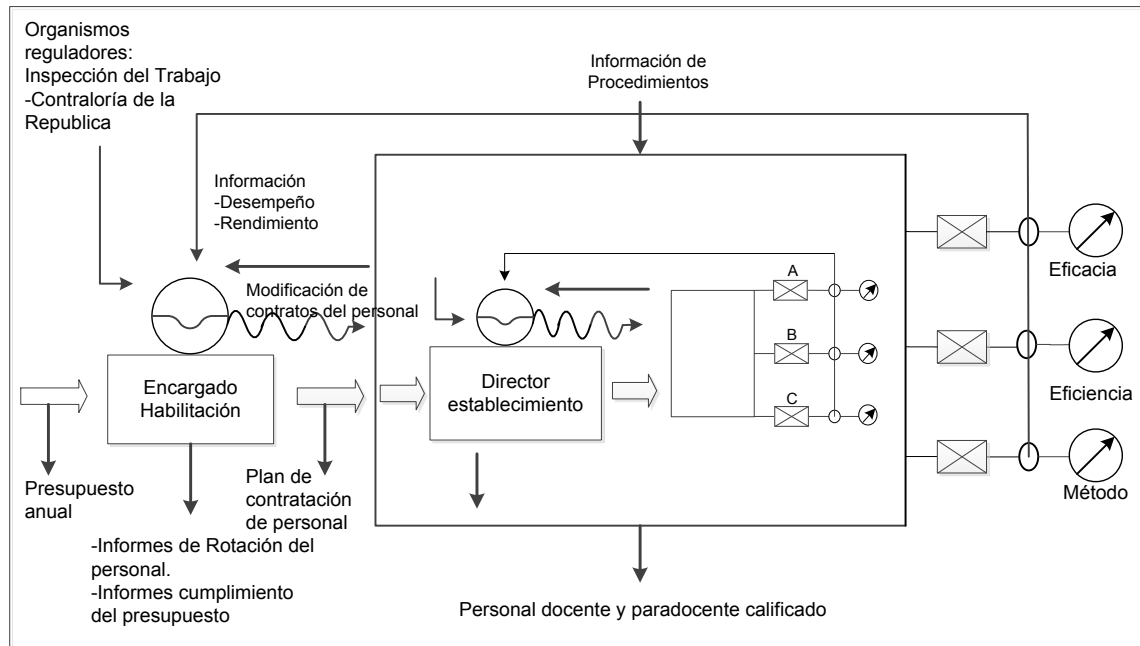 Organismos
reguladores:
Inspección del Trabajo
-Contraloría de la
Republica
Información de
Procedimientos
Información
-Desempeño
-Rendimiento
Modificación de
contratos del personal
Encargado
Habilitación
Director
establecimiento
A
B
C
Eficacia
Eficiencia
Método
Presupuesto
anual
Plan de
contratación
de personal
-Informes de Rotación del
personal.
-Informes cumplimiento
del presupuesto
Personal docente y paradocente calificado